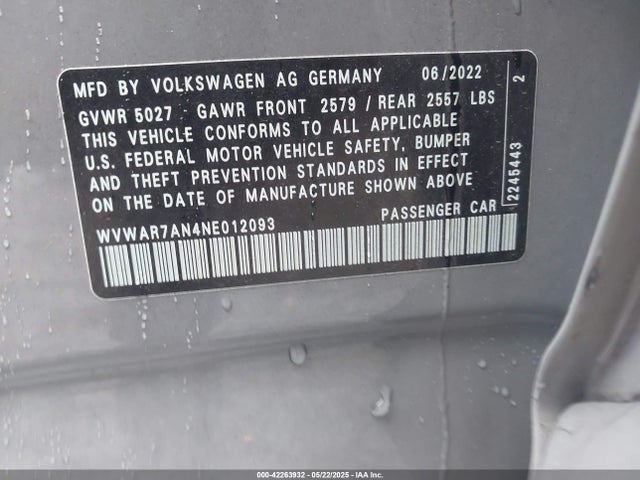 MFD BY VOLKSWAGEN AG GERMANY 06/2022
GVWR 5027 GAWR FRONT 2579 / REAR 2557 LBS
THIS VEHICLE CONFORMS TO ALL APPLICABLE
U.S. FEDERAL MOTOR VEHICLE SAFETY, BUMPER
AND THEFT PREVENTION STANDARDS IN EFFECT
ON THE DATE OF MANUFACTURE SHOWN ABOVE
WVWAR7AN4NE012093 PASSENGER CAR
2245443 2
000-42263932 - 05/22/2025 - IAA Inc.